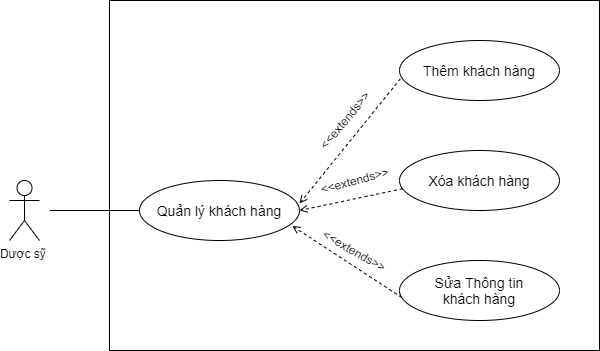 Thêm khách hàng
<<extends>>
Xóa khách hàng
<<extends>>
Quản lý khách hàng
Dược sỹ
<<extends>>
Sửa Thông tin
khách hàng